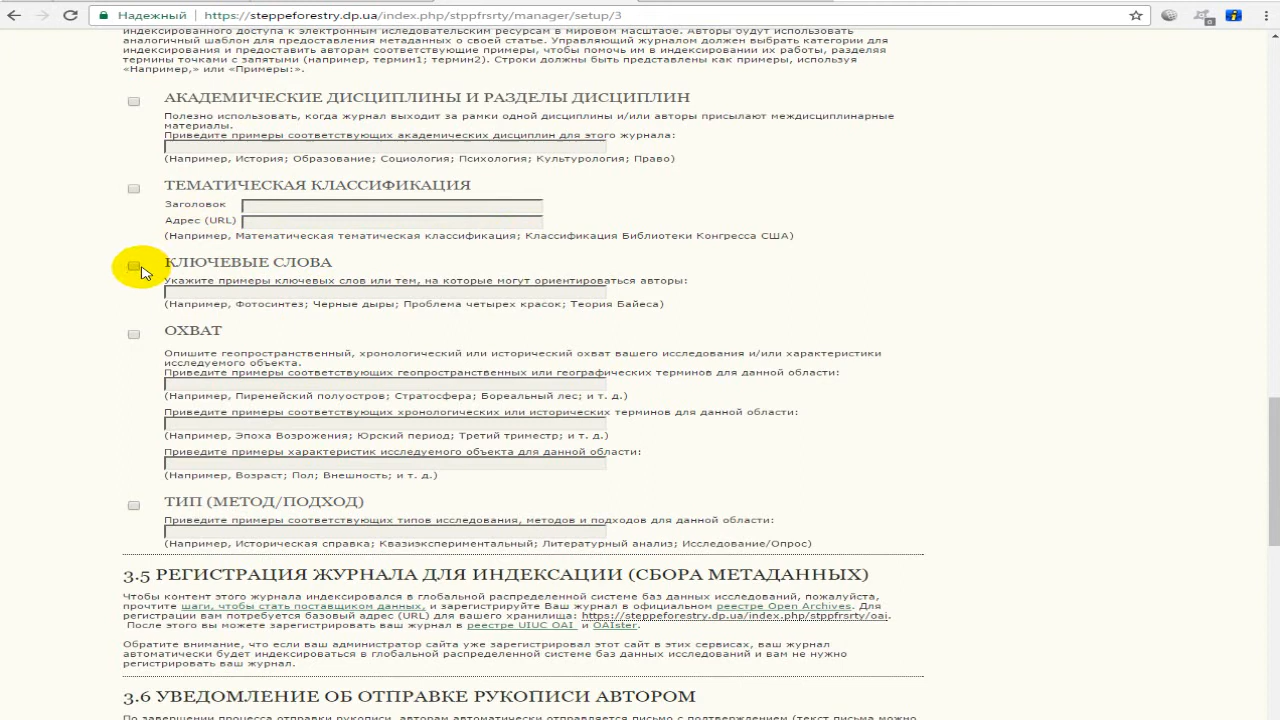 Надежный | https://steppeforestry.dp.ua/index.php/stppfrsrty/manager/setup/3
индексированного доступа к электронным иследовательским ресурсам в мировом масштабе. Авторы будут использовать
аналогичный шаблон для предоставления метаданных о своей статье. Управляющий журналом должен выбрать категории для
индексирования и предоставить авторам соответствующие примеры, чтобы помочь им в индексировании их работы, разделяя
термины точками с запятыми (например, термин1; термин2). Строки должны быть представлены как примеры, используя
«Например,» или «Примеры:».
АКАДЕМИЧЕСКИЕ ДИСЦИПЛИНЫ И РАЗДЕЛЫ ДИСЦИПЛИН
Полезно использовать, когда журнал выходит за рамки одной дисциплины и/или авторы присылают междисциплинарные
материалы.
Приведите примеры соответствующих академических дисциплин для этого журнала:
(Например, История; Образование; Социология; Психология; Культурология; Право)
ТЕМАТИЧЕСКАЯ КЛАССИФИКАЦИЯ
Заголовок
Адрес (URL)
(Например, Математическая тематическая классификация; Классификация Библиотеки Конгресса США)
КЛЮЧЕВЫЕ СЛОВА
Укажите примеры ключевых слов или тем, на которые могут ориентироваться авторы:
(Например, Фотосинтез; Черные дыры; Проблема четырех красок; Теория Байеса)
ОХВАТ
Опишите геопространственный, хронологический или исторический охват вашего исследования и/или характеристики
исследуемого объекта.
Приведите примеры соответствующих геопространственных или географических терминов для данной области:
(Например, Пиренейский полуостров; Стратосфера; Бореальный лес; и т. д.)
Приведите примеры соответствующих хронологических или исторических терминов для данной области:
(Например, Эпоха Возрожения; Юрский период; Третий триместр; и т. д.)
Приведите примеры характеристик исследуемого объекта для данной области:
(Например, Возраст; Пол; Внешность; и т. д.)
ТИП (МЕТОД/ПОДХОД)
Приведите примеры соответствующих типов исследования, методов и подходов для данной области:
(Например, Историческая справка; Квазиэкспериментальный; Литературный анализ; Исследование/Опрос)
3.5 РЕГИСТРАЦИЯ ЖУРНАЛА ДЛЯ ИНДЕКСАЦИИ (СБОРА МЕТАДАННЫХ)
Чтобы контент этого журнала индексировался в глобальной распределенной системе баз данных исследований, пожалуйста,
прочтите шаги, чтобы стать поставщиком данных, и зарегистрируйте Ваш журнал в официальном реестре Open Archives. Для
регистрации вам потребуется базовый адрес (URL) для вашего хранилища: https://steppeforestry.dp.ua/index.php/stppfrsrty/oai.
После этого вы можете зарегистрировать ваш журнал в реестре UIUC OAI и OAIster.
Обратите внимание, что если ваш администратор сайта уже зарегистрировал этот сайт в этих сервисах, ваш журнал
автоматически будет индексироваться в глобальной распределенной системе баз данных исследований и вам не нужно
регистрировать ваш журнал.
3.6 УВЕДОМЛЕНИЕ ОБ ОТПРАВКЕ РУКОПИСИ АВТОРОМ
По завершении процесса отправки рукописи, авторам автоматически отправляется письмо с подтверждением (текст письма можно